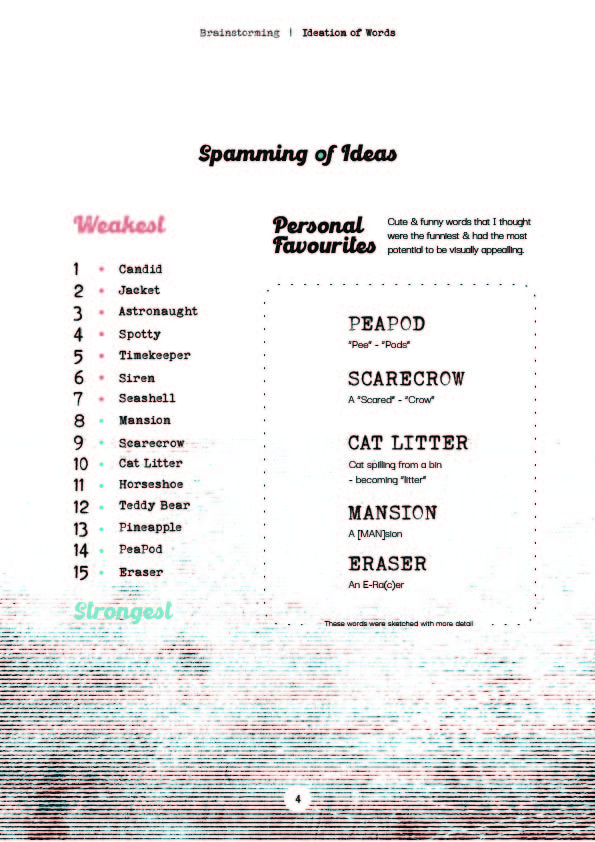 Brainstorming | Ideation of Words
Spamming of Ideas
Weakest
1 • Candid
2 • Jacket
3 • Astronaught
4 • Spotty
5 • Timekeeper
6 • Siren
7 • Seashell
8 • Mansion
9 • Scarecrow
10 • Cat Litter
11 • Horseshoe
12 • Teddy Bear
13 • Pineapple
14 • PeaPod
15 • Eraser
Strongest
Personal
Favourites
Cute & funny words that I thought
were the funniest & had the most
potential to be visually appealling.
PEAPOD
"Pee" - "Pods"
SCARECROW
A "Scared" - "Crow"
CAT LITTER
Cat spilling from a bin
- becoming "litter"
MANSION
A [MAN]sion
ERASER
An E-Ra(c)er
These words were sketched with more detail
4